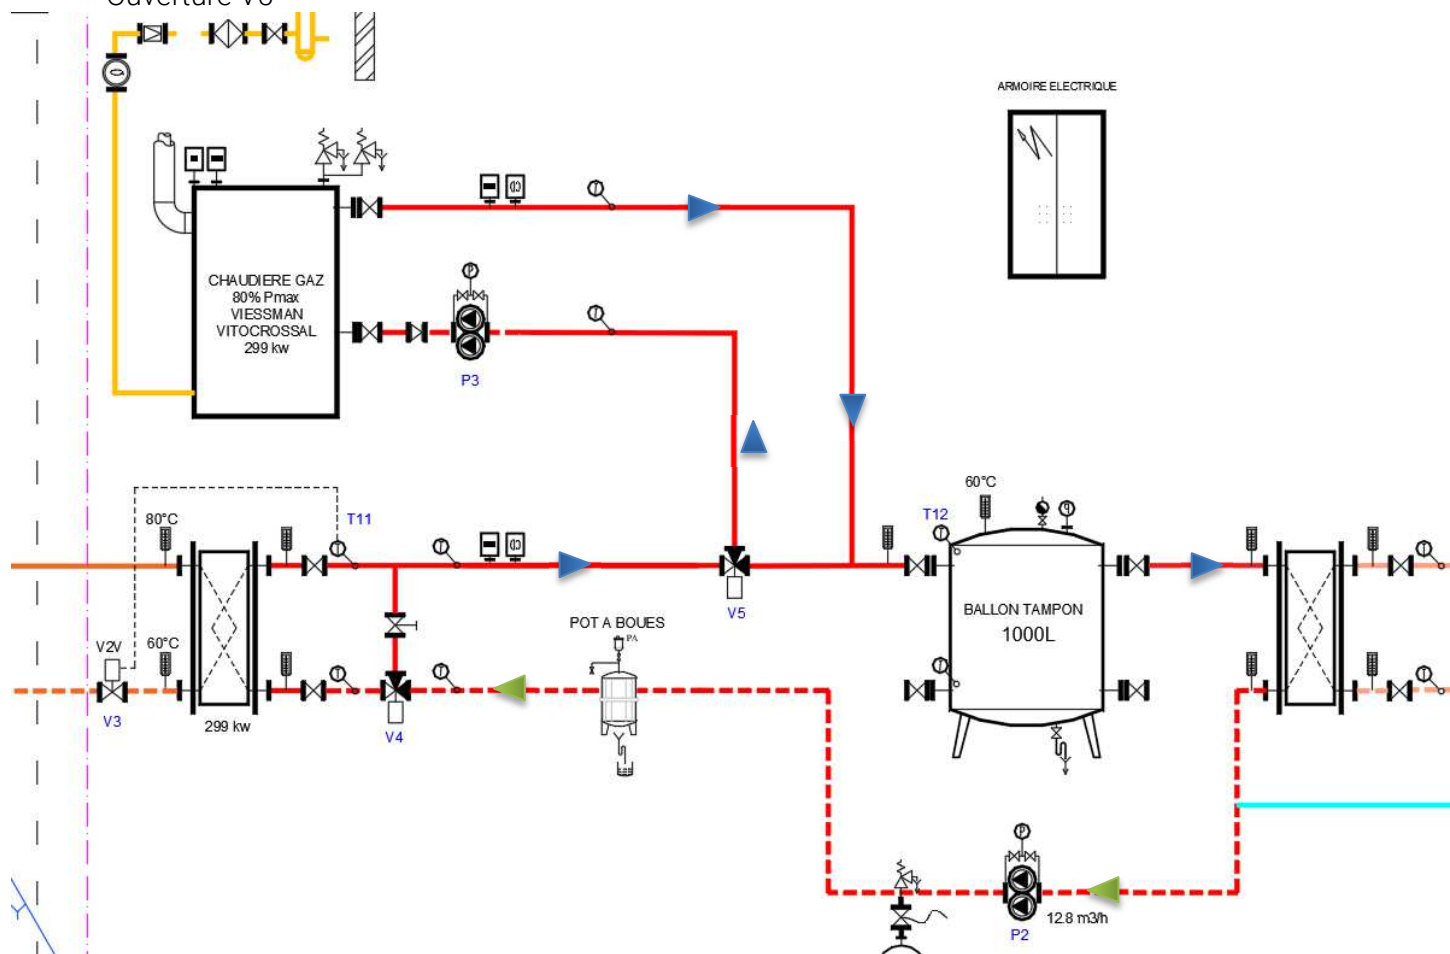 ARMOIRE ELECTRIQUE
CHAUDIERE GAZ
80% Pmax
VIESSMAN
VITOCROSSAL
299 kw
P
P3
T
T
80°C
T11
T
T
60°C
T12
T
P
T
V5
V2V
60°C
POT A BOUES
PA
BALLON TAMPON
1000L
T
T
T
T
V3
299 kw
V4
P
12.8 m3/h
P2